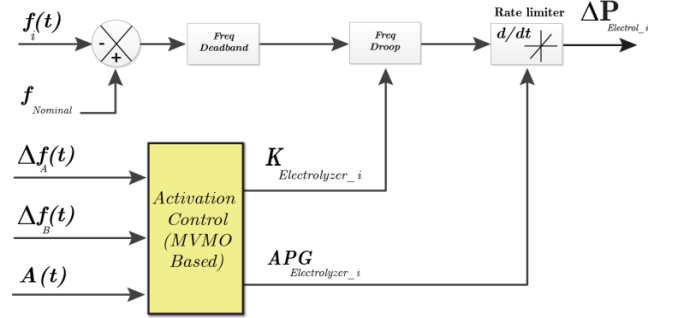 f(t)
i
-
+
f
Nominal
Freq
Deadband
Freq
Droop
Rate limiter
d/dt
ΔP
Electrol_i
Δf(t)
A
Δf(t)
B
A(t)
Activation
Control
(MVMO
Based)
K
Electrolyzer_i
APG
Electrolyzer_i